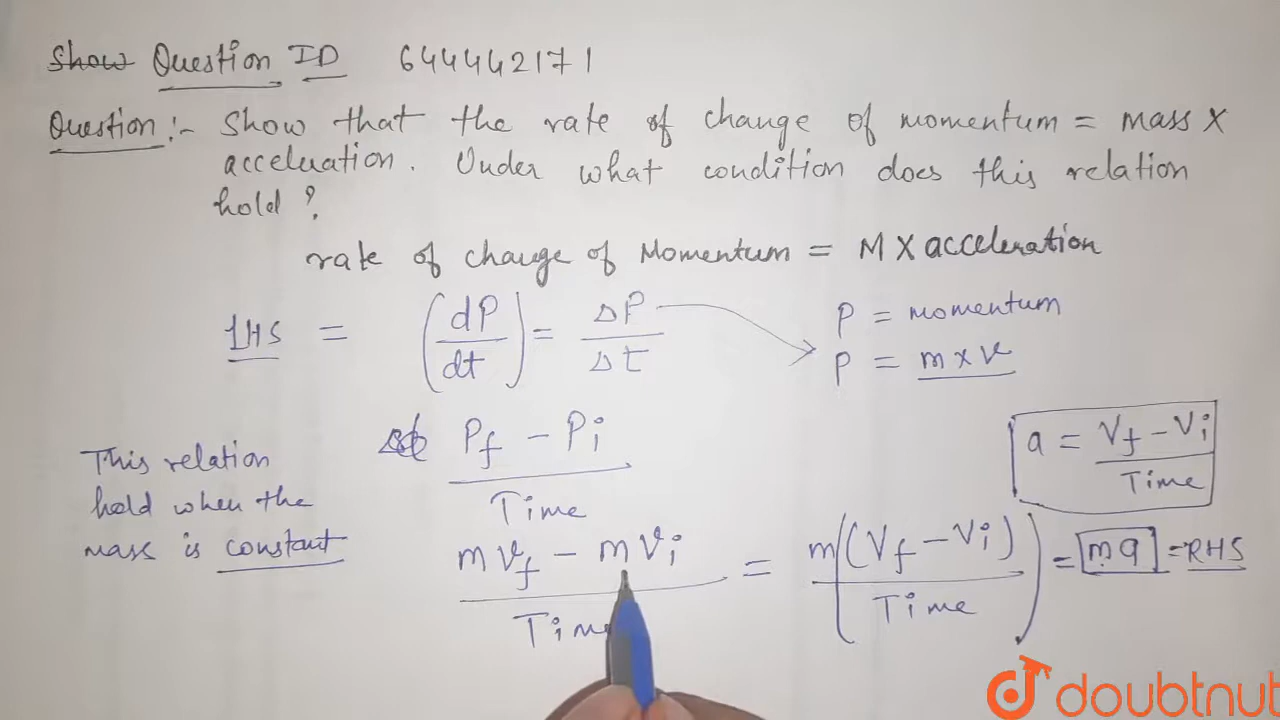 Show Question ID 644442171
Question :- Show that the rate of change of momentum = mass X
acceluation. Under what condition does this relation
hold ?
rate of change of Momentum = M X acceleration
LHS = (dP/dt) = ΔP/Δt
P = momentum
P = m x v
Pf - Pi
Time
a = Vf - Vi
Time
This relation
hold when the
mass is constant
mVf - mVi = m(Vf - Vi) = ma = RHS
Time Time
doubtnut